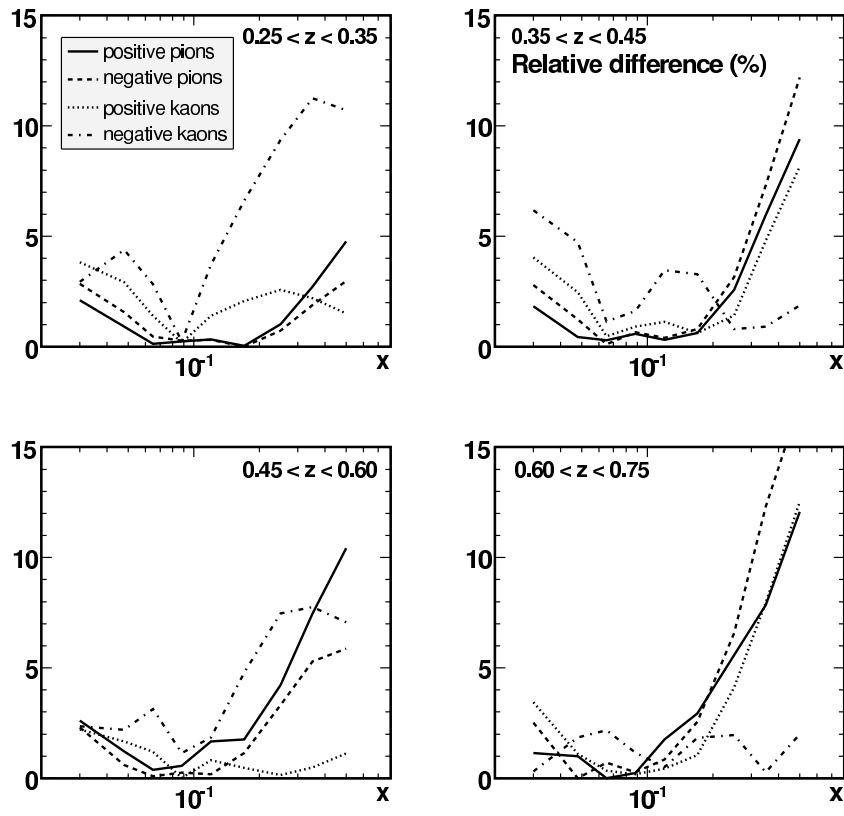 15
10
5
0
0.25 < z < 0.35
positive pions
negative pions
positive kaons
negative kaons
10-1
x
15
10
5
0
0.35 < z < 0.45
Relative difference (%)
10-1
x
15
10
5
0
0.45 < z < 0.60
10-1
x
15
10
5
0
0.60 < z < 0.75
10-1
x